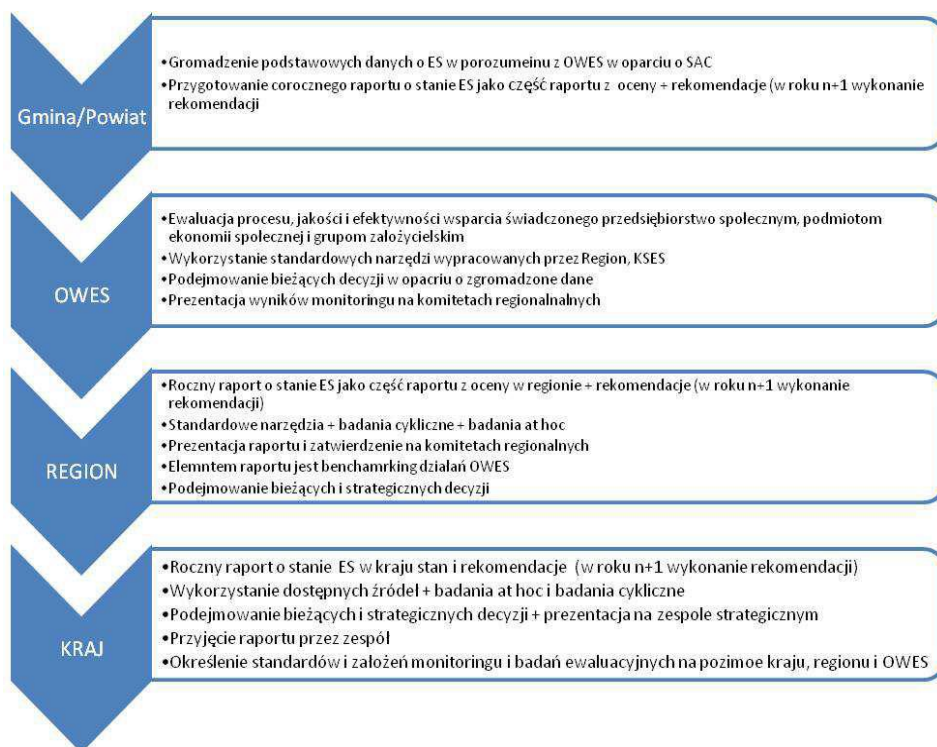 Gmina/Powiat
•Gromadzenie podstawowych danych o ES w porozumeinu z OWES w oparciu o SAC
•Przygotowanie corocznego raportu o stanie ES jako część raportu z oceny + rekomendacje (w roku n+1 wykonanie
rekomendacji
OWES
•Ewaluacja procesu, jakości i efektywności wsparcia świadczonego przedsiębiorstwo społecznym, podmiotom
ekonomii społecznej i grupom założycielskim
•Wykorzystanie standardowych narzędzi wypracowanych przez Region, KSES
•Podejmowanie bieżących decyzji w opacriu o zgromadzone dane
•Prezentacja wyników monitoringu na komitetach regionalnalnych
REGION
•Roczny raport o stanie ES jako część raportu z oceny w regionie + rekomendacje (w roku n+1 wykonanie
rekomendacji)
•Standardowe narzędzia + badania cykliczne + badania at hoc
•Prezentacja raportu i zatwierdzenie na komitetach regionalnych
•Elemntem raportu jest benchamrking działań OWES
•Podejmowanie bieżących i strategicznych decyzji
KRAJ
•Roczny raport o stanie ES w kraju stan i rekomendacje (w roku n+1 wykonanie rekomendacji)
•Wykorzystanie dostępnych źródeł + badania at hoc i badania cykliczne
•Podejmowanie bieżących i strategicznych decyzji + prezentacja na zespole strategicznym
•Przyjęcie raportu przez zespół
•Określenie standardów i założeń monitoringu i badań ewaluacyjnych na pozimoe kraju, regionu i OWES